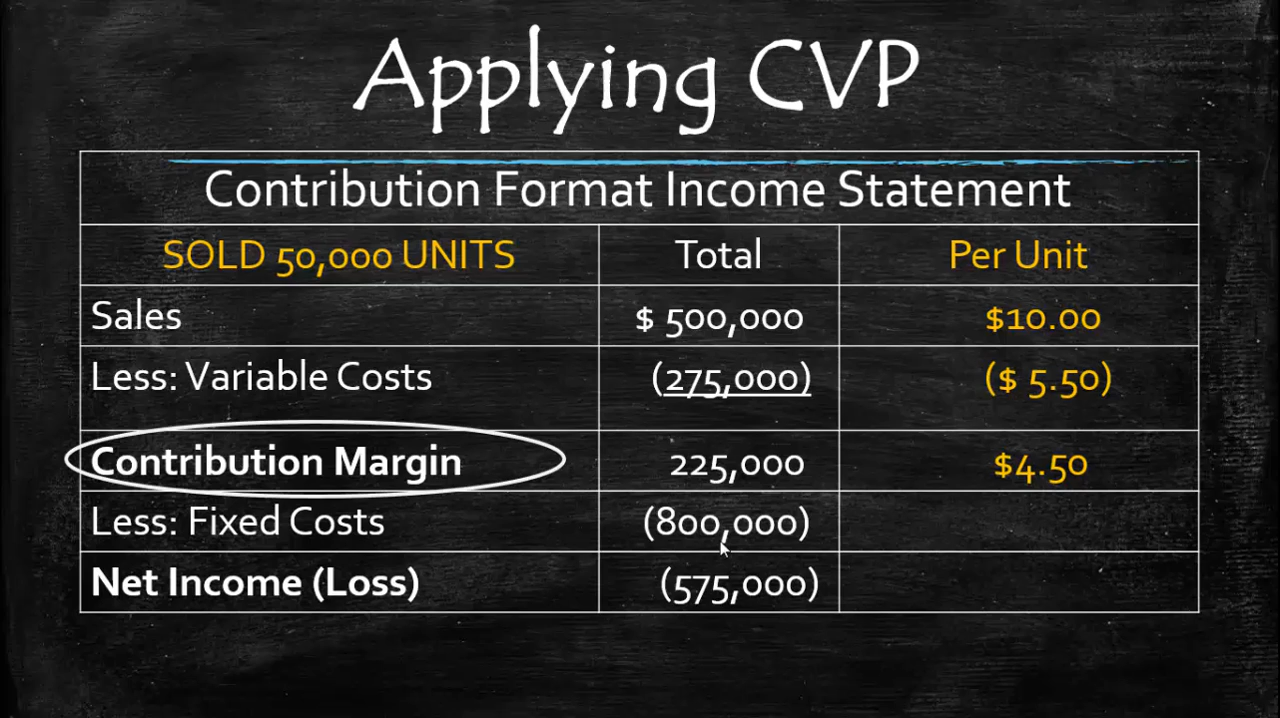 Applying CVP
Contribution Format Income Statement
SOLD 50,000 UNITS Total Per Unit
Sales $ 500,000 $10.00
Less: Variable Costs (275,000) ($ 5.50)
Contribution Margin 225,000 $4.50
Less: Fixed Costs (800,000)
Net Income (Loss) (575,000)